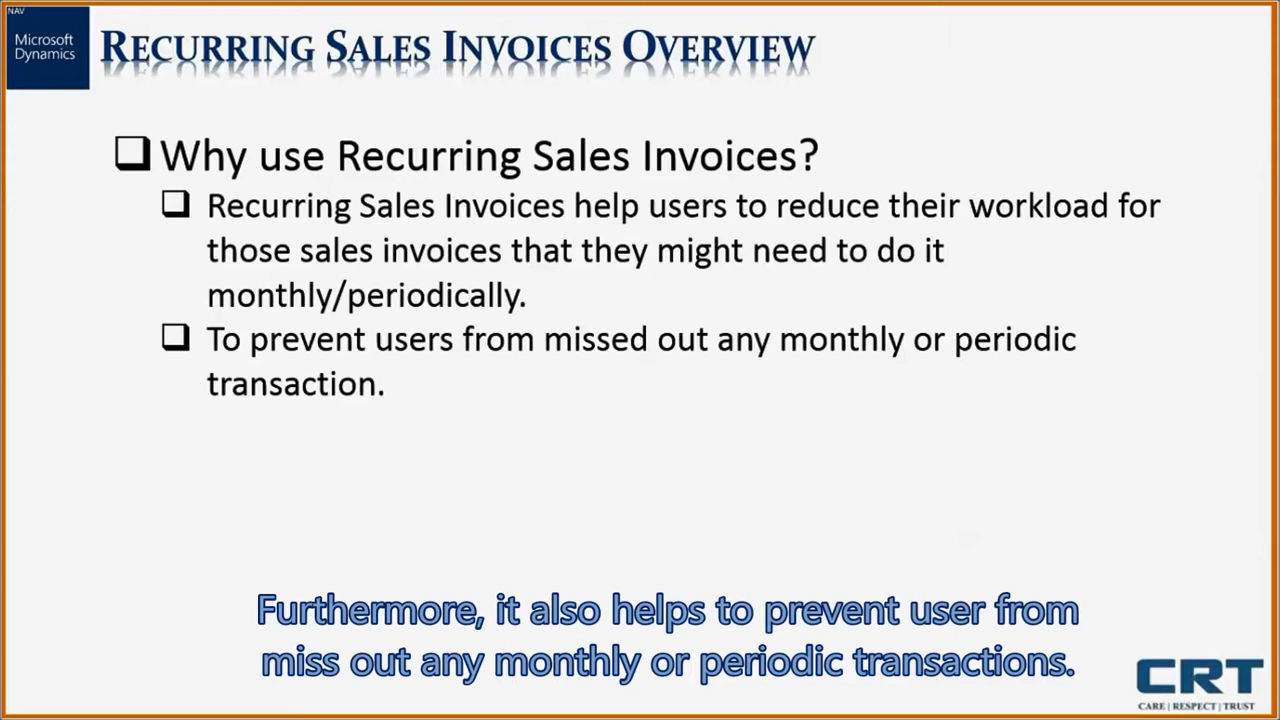 NAV
Microsoft
Dynamics
RECURRING SALES INVOICES OVERVIEW
Why use Recurring Sales Invoices?
Recurring Sales Invoices help users to reduce their workload for
those sales invoices that they might need to do it
monthly/periodically.
To prevent users from missed out any monthly or periodic
transaction.
Furthermore, it also helps to prevent user from
miss out any monthly or periodic transactions.
CRT
CARE | RESPECT | TRUST